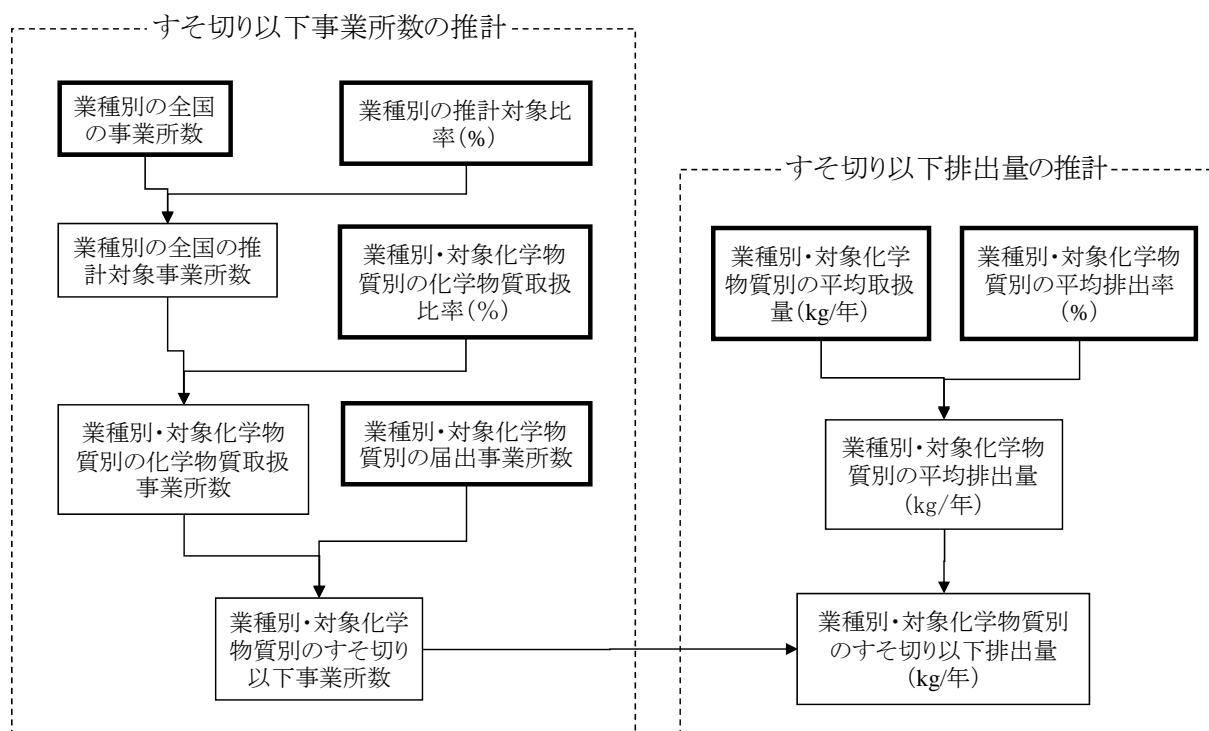 すそ切り以下事業所数の推計
業種別の全国
の事業所数
業種別の推計対象比
率(%)
業種別の全国の推
計対象事業所数
業種別・対象化学物
質別の化学物質取扱
比率(％)
業種別・対象化学物
質別の化学物質取扱
事業所数
業種別・対象化学物
質別の届出事業所数
業種別・対象化学
物質別のすそ切り
以下事業所数
すそ切り以下排出量の推計
業種別・対象化学
物質別の平均取扱
量(kg/年)
業種別・対象化学物
質別の平均排出率
(%)
業種別・対象化学物
質別の平均排出量
(kg/年)
業種別・対象化学物質別
のすそ切り以下排出量
(kg/年)